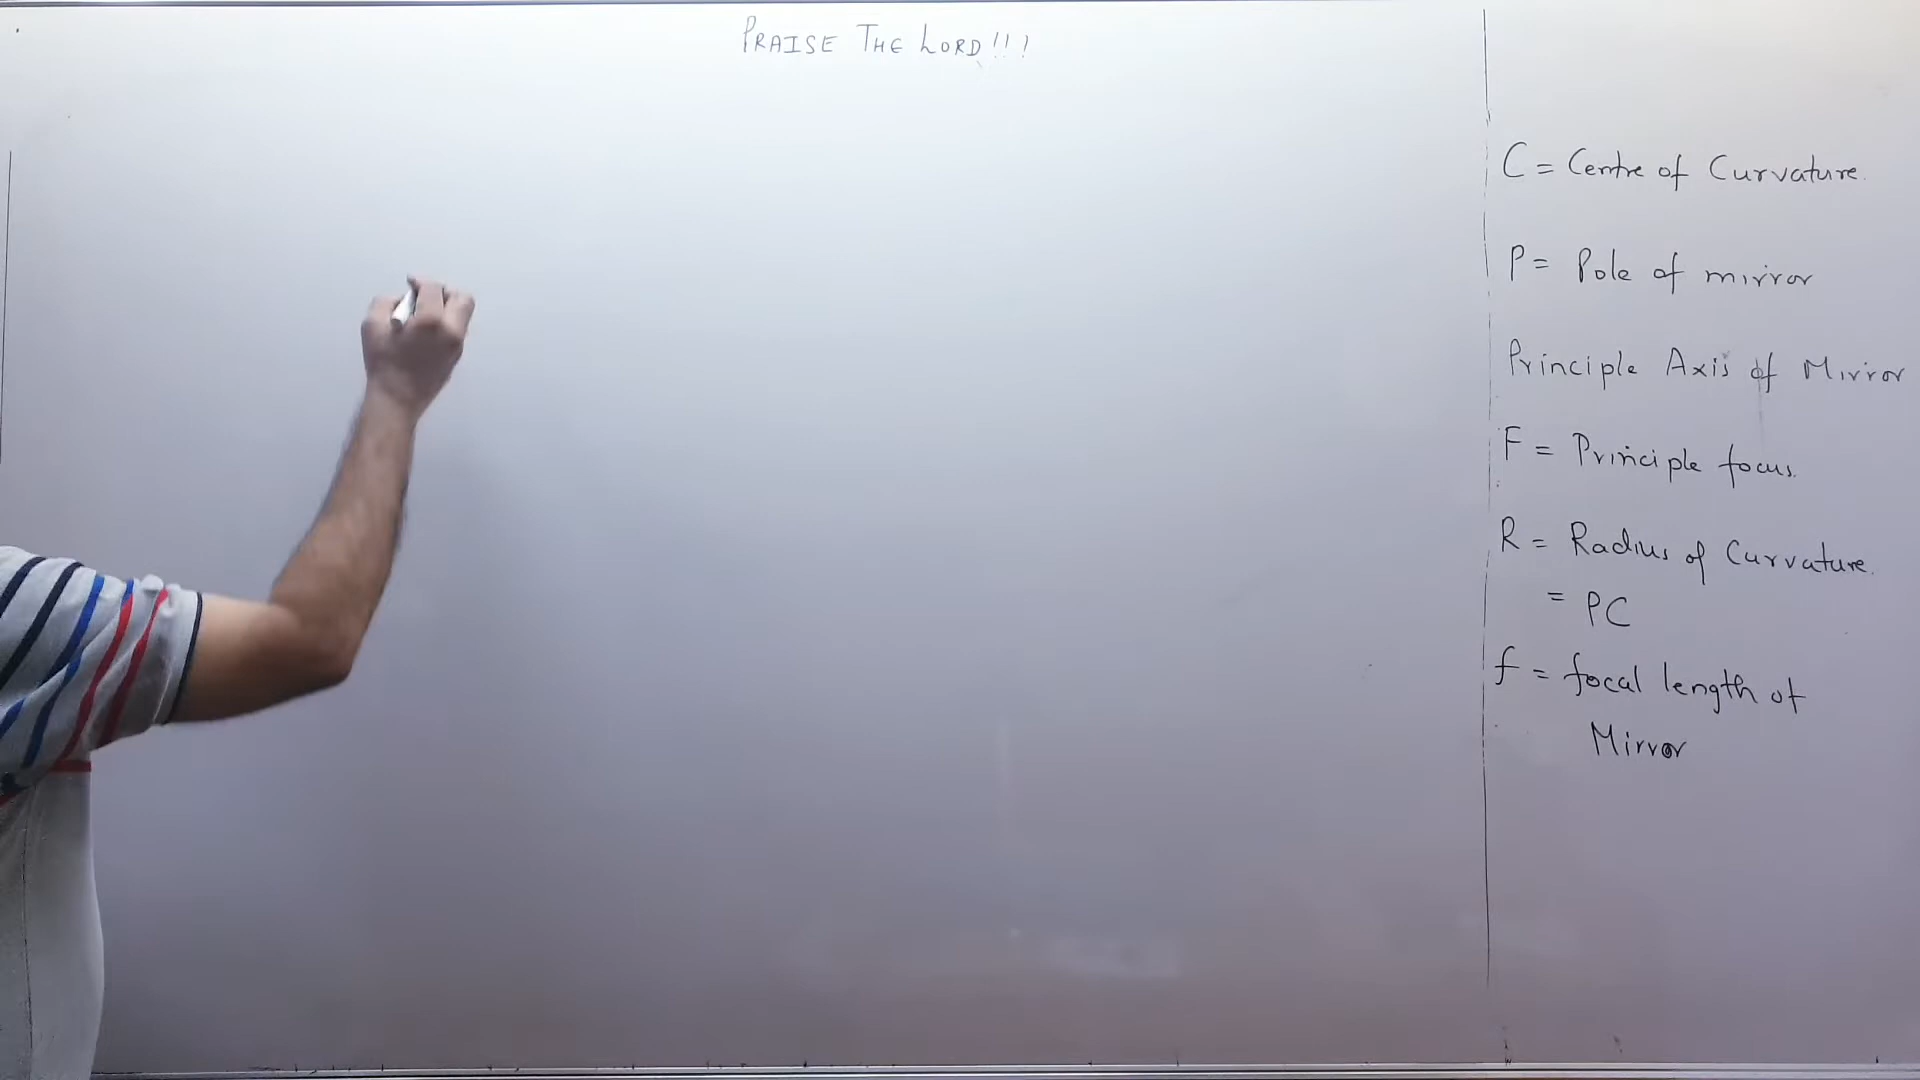 PRAISE THE LORD!!!
C = Centre of Curvature.
P = Pole of mirror
Principle Axis of Mirror
F = Principle focus.
R = Radius of Curvature.
= PC
f = focal length of
Mirror